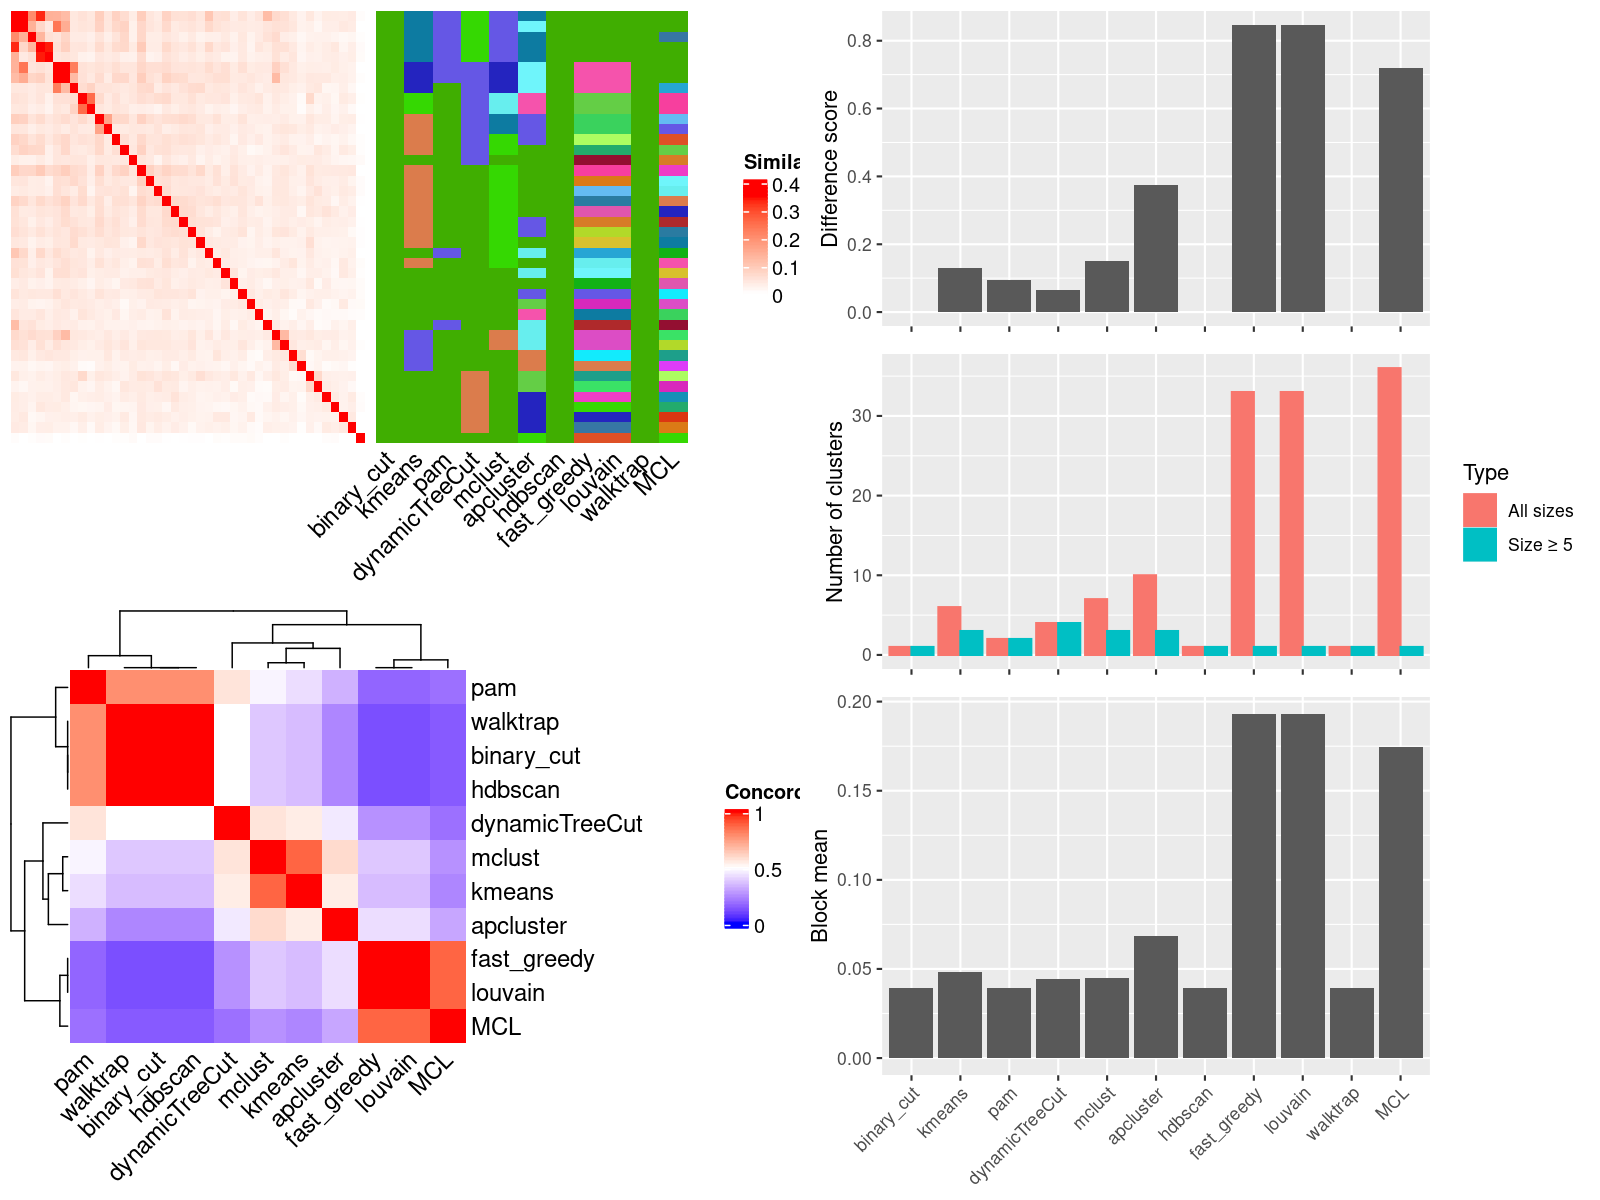 Simila
0.4
0.3
0.2
0.1
0
binary_cut
kmeans
pam
dynamicTreeCut
mclust
apcluster
hdbscan
fast_greedy
louvain
walktrap
MCL
pam
walktrap
binary_cut
hdbscan
dynamicTreeCut
mclust
kmeans
apcluster
fast_greedy
louvain
MCL
pam
walktrap
binary_cut
hdbscan
dynamicTreeCut
mclust
kmeans
apcluster
fast_greedy
louvain
MCL
Concord
1
0.5
0
Difference score
0.8
0.6
0.4
0.2
0.0
Number of clusters
30
20
10
0
Type
All sizes
Size ≥ 5
Block mean
0.20
0.15
0.10
0.05
0.00
binary_cut
kmeans
pam
dynamicTreeCut
mclust
apcluster
hdbscan
fast_greedy
louvain
walktrap
MCL